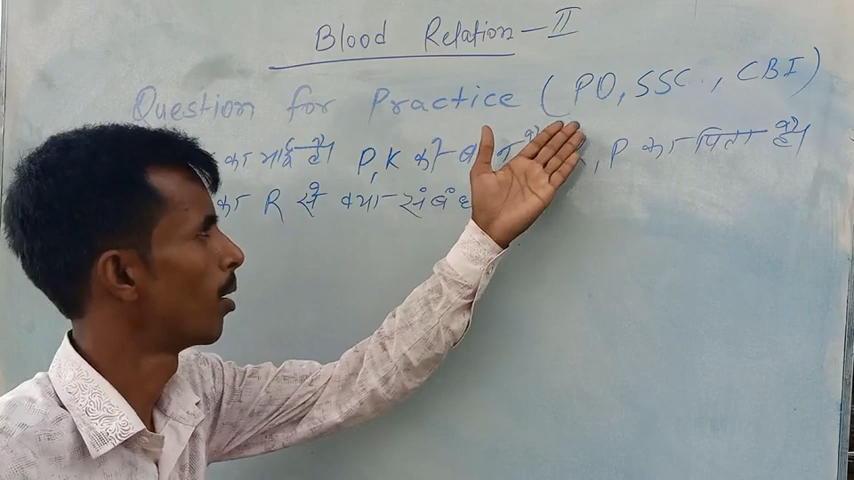 Blood Relation-II
Question for Practice (PO, SSC, CBI)
का भाई है। P, K की है , P का पिता है।
का R से क्या संबंध